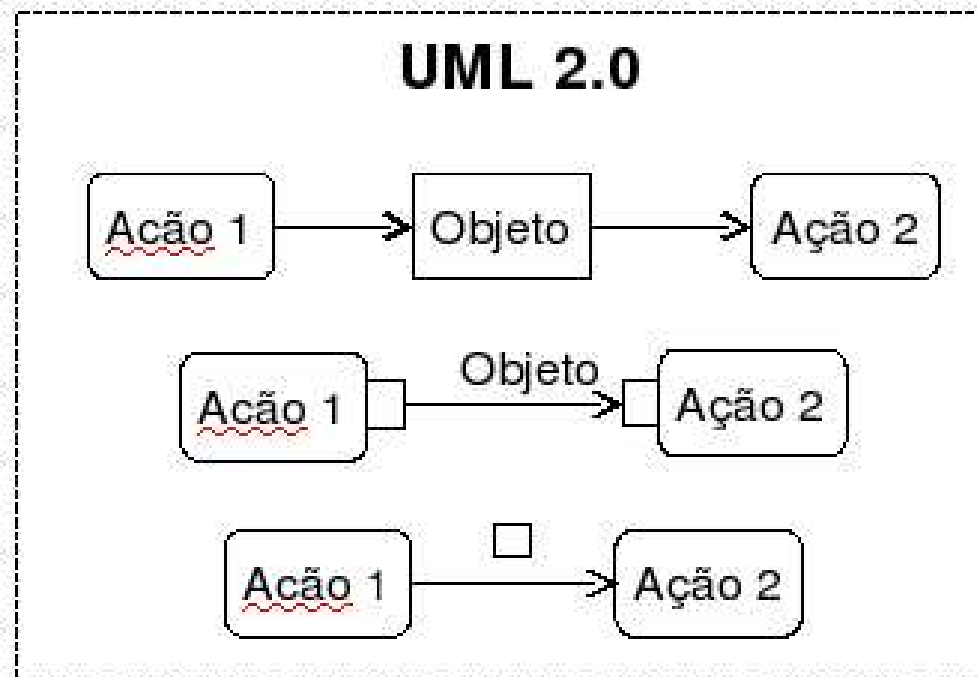 UML 2.0
Acão 1 Objeto Ação 2
Objeto
Acão 1 Ação 2
Acão 1 Ação 2